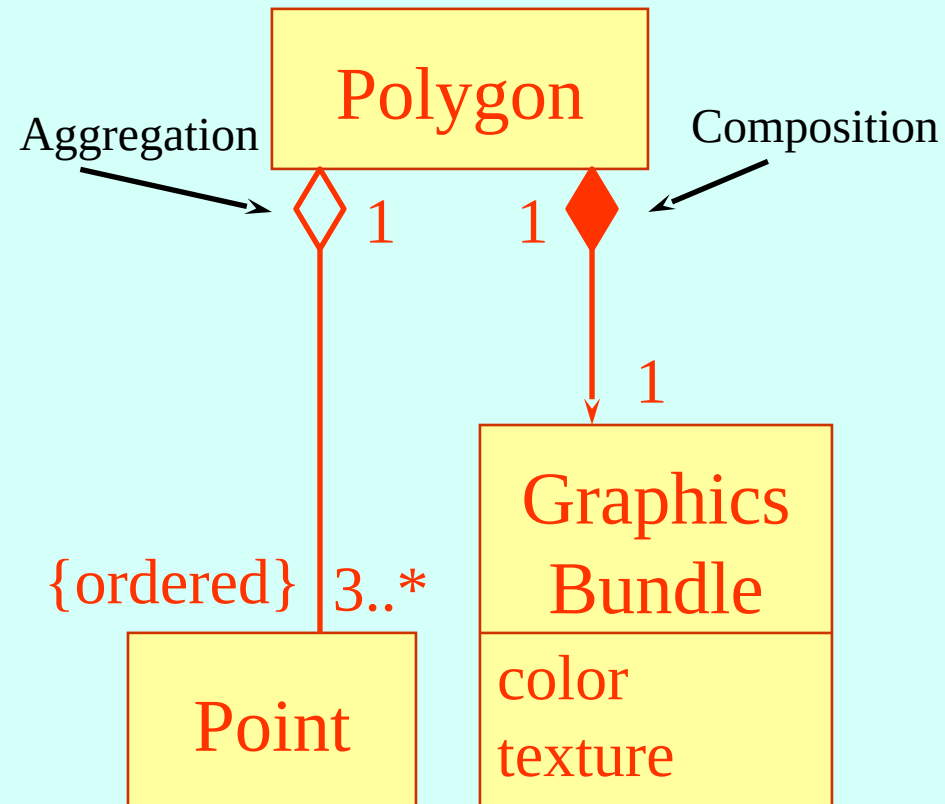 Polygon
Aggregation
Composition
1
1
1
{ordered}
3..*
Graphics
Bundle
Point
color
texture